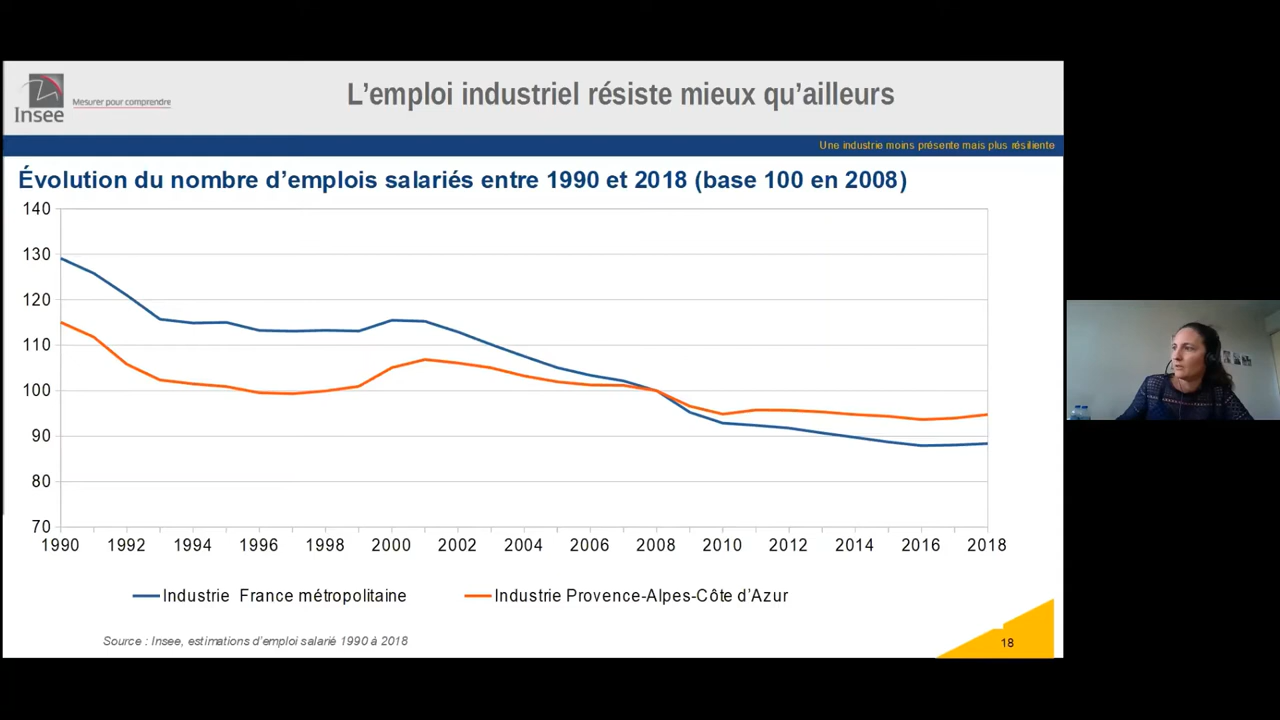 L'emploi industriel résiste mieux qu'ailleurs
Insee
Mesurer pour comprendre
Une industrie moins présente mais plus résiliente
Évolution du nombre d'emplois salariés entre 1990 et 2018 (base 100 en 2008)
140
130
120
110
100
90
80
70
1990 1992 1994 1996 1998 2000 2002 2004 2006 2008 2010 2012 2014 2016 2018
Industrie France métropolitaine
Industrie Provence-Alpes-Côte d'Azur
Source : Insee, estimations d'emploi salarié 1990 à 2018
18